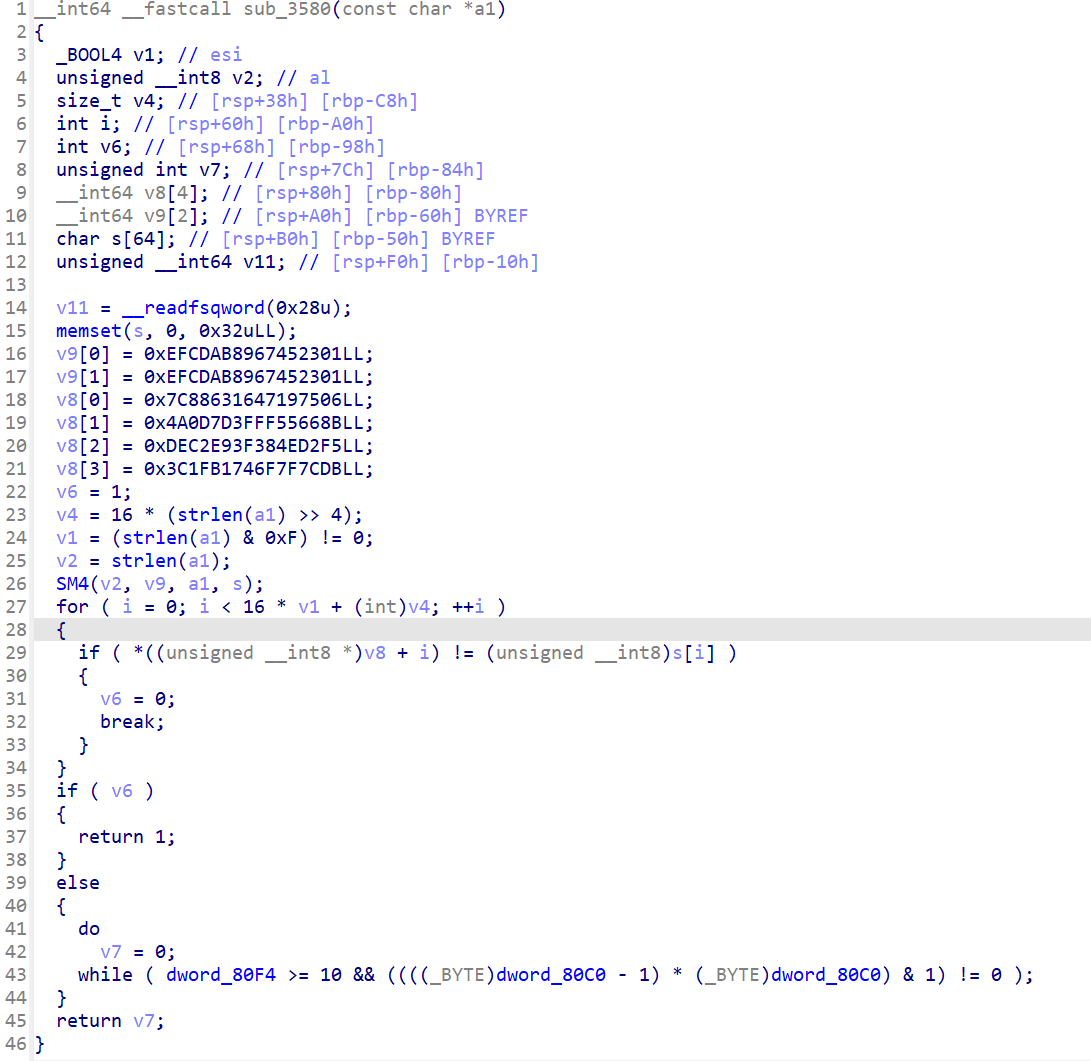 1 __int64 __fastcall sub_3580(const char *a1)
2 {
3   _BOOL4 v1; // esi
4   unsigned __int8 v2; // al
5   size_t v4; // [rsp+38h] [rbp-C8h]
6   int i; // [rsp+60h] [rbp-A0h]
7   int v6; // [rsp+68h] [rbp-98h]
8   unsigned int v7; // [rsp+7Ch] [rbp-84h]
9   __int64 v8[4]; // [rsp+80h] [rbp-80h]
10   __int64 v9[2]; // [rsp+A0h] [rbp-60h] BYREF
11   char s[64]; // [rsp+B0h] [rbp-50h] BYREF
12   unsigned __int64 v11; // [rsp+F0h] [rbp-10h]
13
14   v11 = __readfsqword(0x28u);
15   memset(s, 0, 0x32uLL);
16   v9[0] = 0xEFCDAB8967452301LL;
17   v9[1] = 0xEFCDAB8967452301LL;
18   v8[0] = 0x7C88631647197506LL;
19   v8[1] = 0x4A0D7D3FFF55668BLL;
20   v8[2] = 0xDEC2E93F384ED2F5LL;
21   v8[3] = 0x3C1FB1746F7F7CDBLL;
22   v6 = 1;
23   v4 = 16 * (strlen(a1) >> 4);
24   v1 = (strlen(a1) & 0xF) != 0;
25   v2 = strlen(a1);
26   SM4(v2, v9, a1, s);
27   for ( i = 0; i < 16 * v1 + (int)v4; ++i )
28   {
29     if ( *((unsigned __int8 *)v8 + i) != (unsigned __int8)s[i] )
30     {
31       v6 = 0;
32       break;
33     }
34   }
35   if ( v6 )
36   {
37     return 1;
38   }
39   else
40   {
41     do
42       v7 = 0;
43     while ( dword_80F4 >= 10 && ((((_BYTE)dword_80C0 - 1) * (_BYTE)dword_80C0) & 1) != 0 );
44   }
45   return v7;
46 }